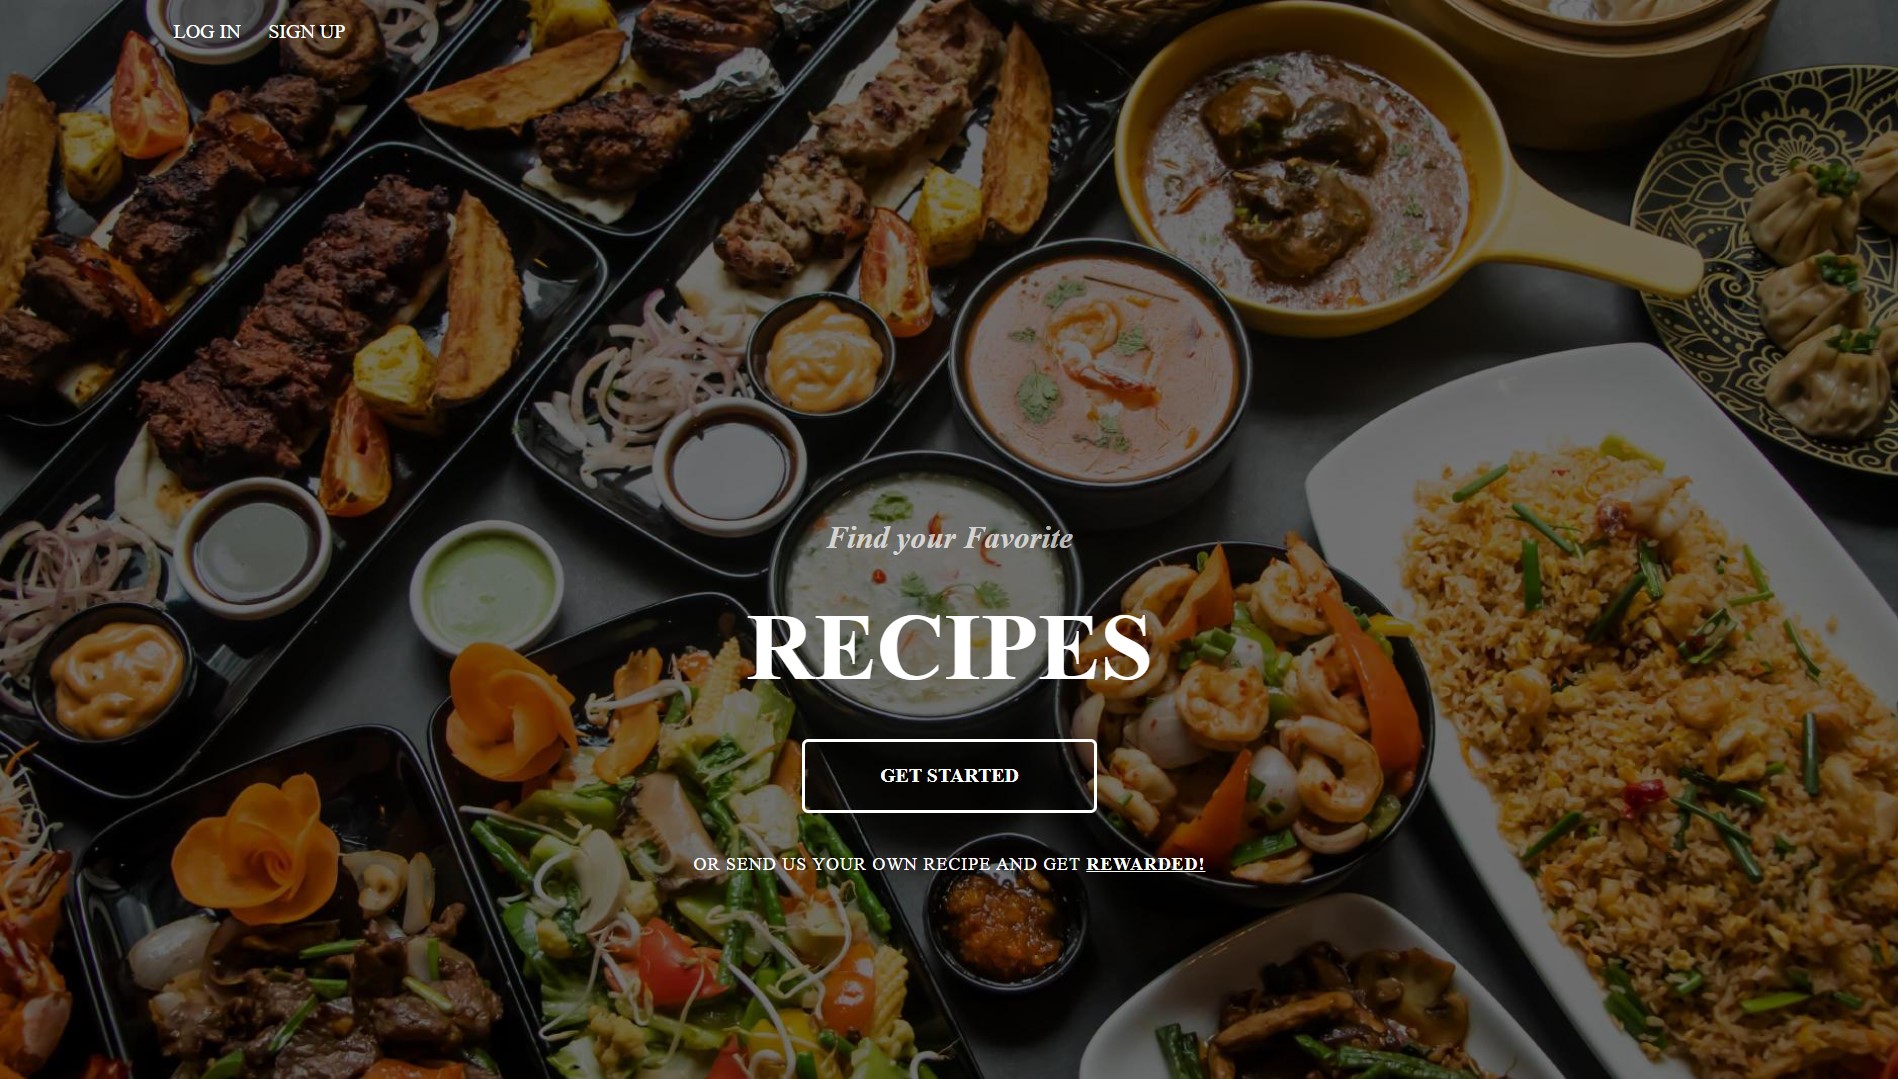 LOG IN SIGN UP
Find your Favorite
RECIPES
GET STARTED
OR SEND US YOUR OWN RECIPE AND GET REWARDED!